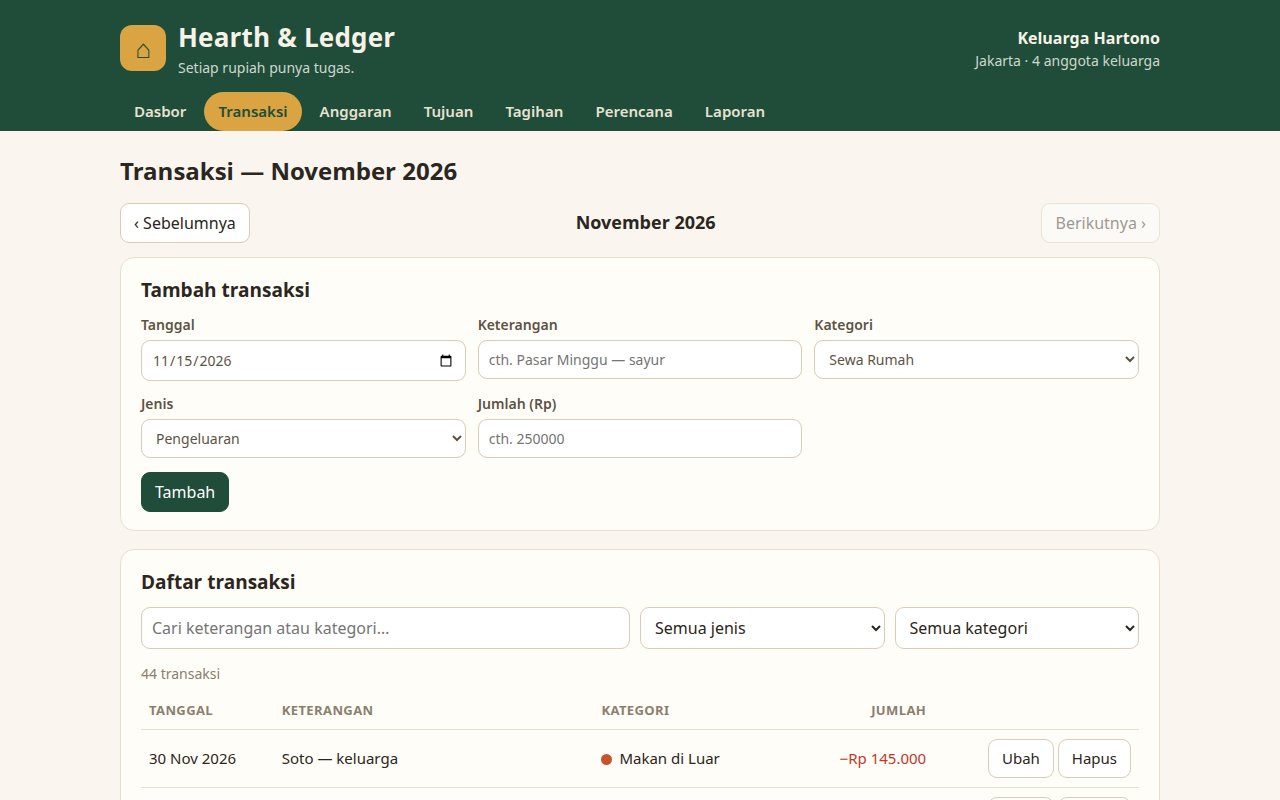 Hearth & Ledger
Setiap rupiah punya tugas.
Keluarga Hartono
Jakarta · 4 anggota keluarga
Dasbor Transaksi Anggaran Tujuan Tagihan Perencana Laporan
Transaksi — November 2026
‹ Sebelumnya November 2026 Berikutnya ›
Tambah transaksi
Tanggal Keterangan Kategori
11/15/2026 cth. Pasar Minggu — sayur Sewa Rumah
Jenis Jumlah (Rp)
Pengeluaran cth. 250000
Tambah
Daftar transaksi
Cari keterangan atau kategori... Semua jenis Semua kategori
44 transaksi
TANGGAL KETERANGAN KATEGORI JUMLAH
30 Nov 2026 Soto — keluarga Makan di Luar −Rp 145.000 Ubah Hapus